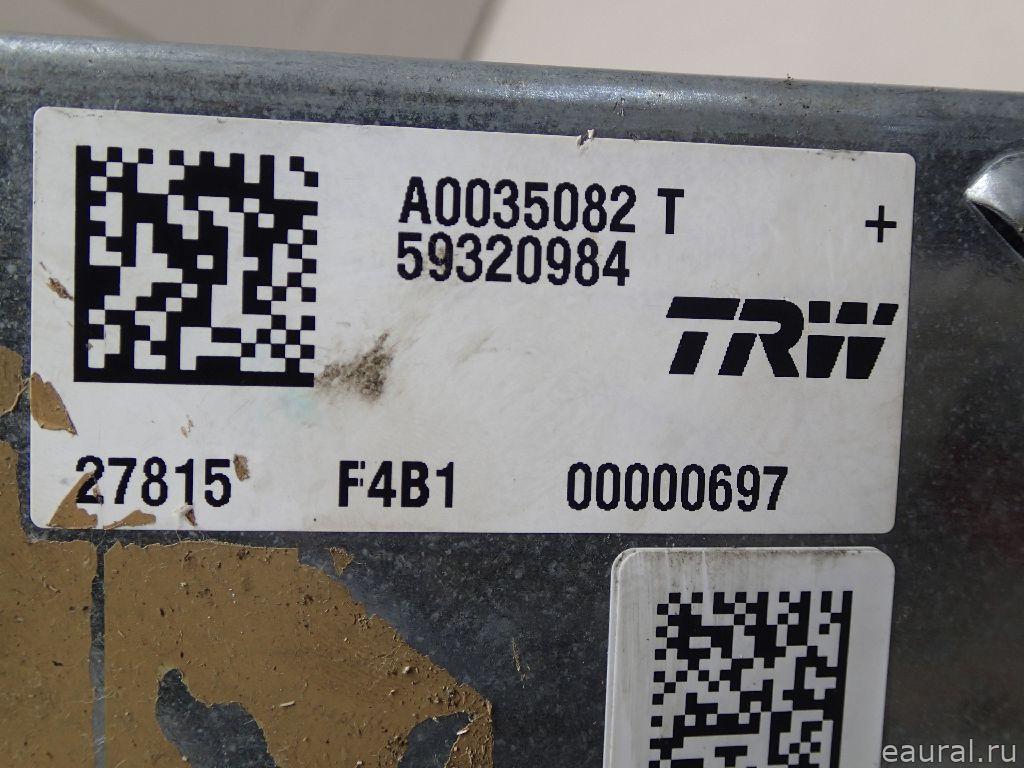 A0035082 T
59320984
+
TRW
27815 F4B1 00000697
eaural.ru